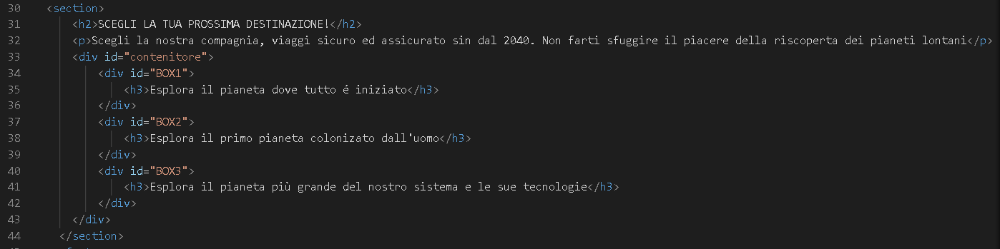 30 <section>
31 <h2>SCEGLI LA TUA PROSSIMA DESTINAZIONE!</h2>
32 <p>Scegli la nostra compagnia, viaggi sicuro ed assicurato sin dal 2040. Non farti sfuggire il piacere della riscoperta dei pianeti lontani</p>
33 <div id="contenitore">
34 <div id="BOX1">
35 <h3>Esplora il pianeta dove tutto é iniziato</h3>
36 </div>
37 <div id="BOX2">
38 <h3>Esplora il primo pianeta colonizato dall'uomo</h3>
39 </div>
40 <div id="BOX3">
41 <h3>Esplora il pianeta più grande del nostro sistema e le sue tecnologie</h3>
42 </div>
43 </div>
44 </section>